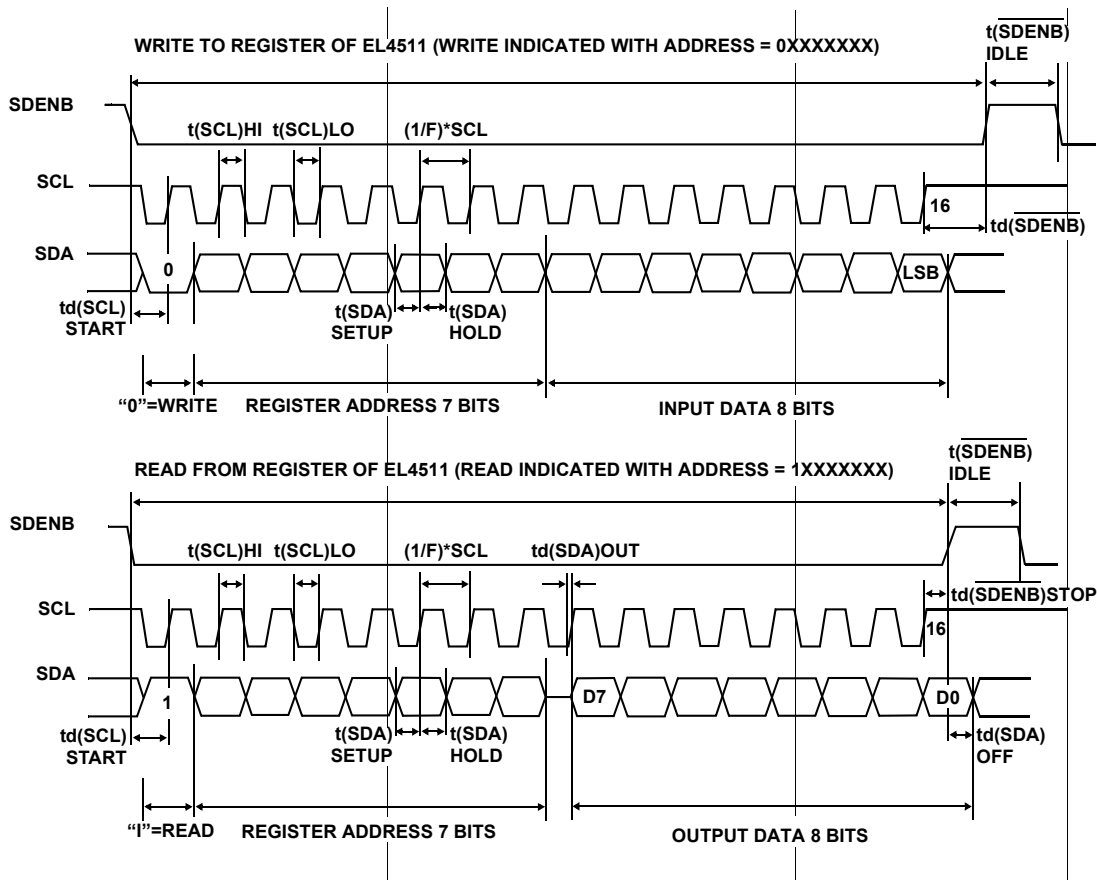 WRITE TO REGISTER OF EL4511 (WRITE INDICATED WITH ADDRESS = 0XXXXXXX)
t(SDENB)
IDLE
SDENB
t(SCL)HI t(SCL)LO (1/F)*SCL
SCL
16
td(SDENB)
SDA
0
LSB
td(SCL)
START
t(SDA)
SETUP
t(SDA)
HOLD
“0”=WRITE REGISTER ADDRESS 7 BITS INPUT DATA 8 BITS
READ FROM REGISTER OF EL4511 (READ INDICATED WITH ADDRESS = 1XXXXXXX)
t(SDENB)
IDLE
SDENB
t(SCL)HI t(SCL)LO (1/F)*SCL td(SDA)OUT
SCL
16
td(SDENB)STOP
SDA
1
D7
D0
td(SCL)
START
t(SDA)
SETUP
t(SDA)
HOLD
td(SDA)
OFF
“I”=READ REGISTER ADDRESS 7 BITS OUTPUT DATA 8 BITS